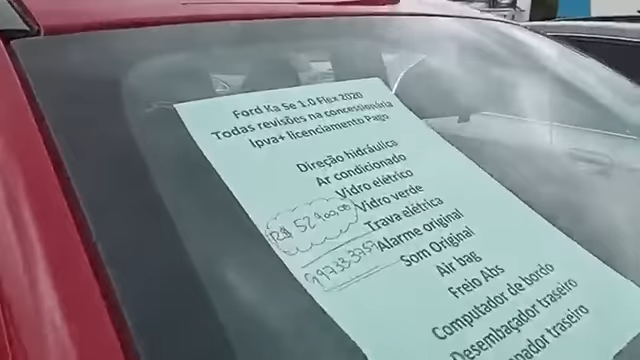 Ford Ka Se 1.0 Flex 2020
Todas revisões na concessionária
Ipva+ licenciamento Pago
Direção hidráulica
Ar condicionado
Vidro elétrico
Vidro verde
Trava elétrica
R$ 52.900,00
Alarme original
Som Original
Air bag
Freio Abs
Computador de bordo
Desembaçador traseiro
traseiro